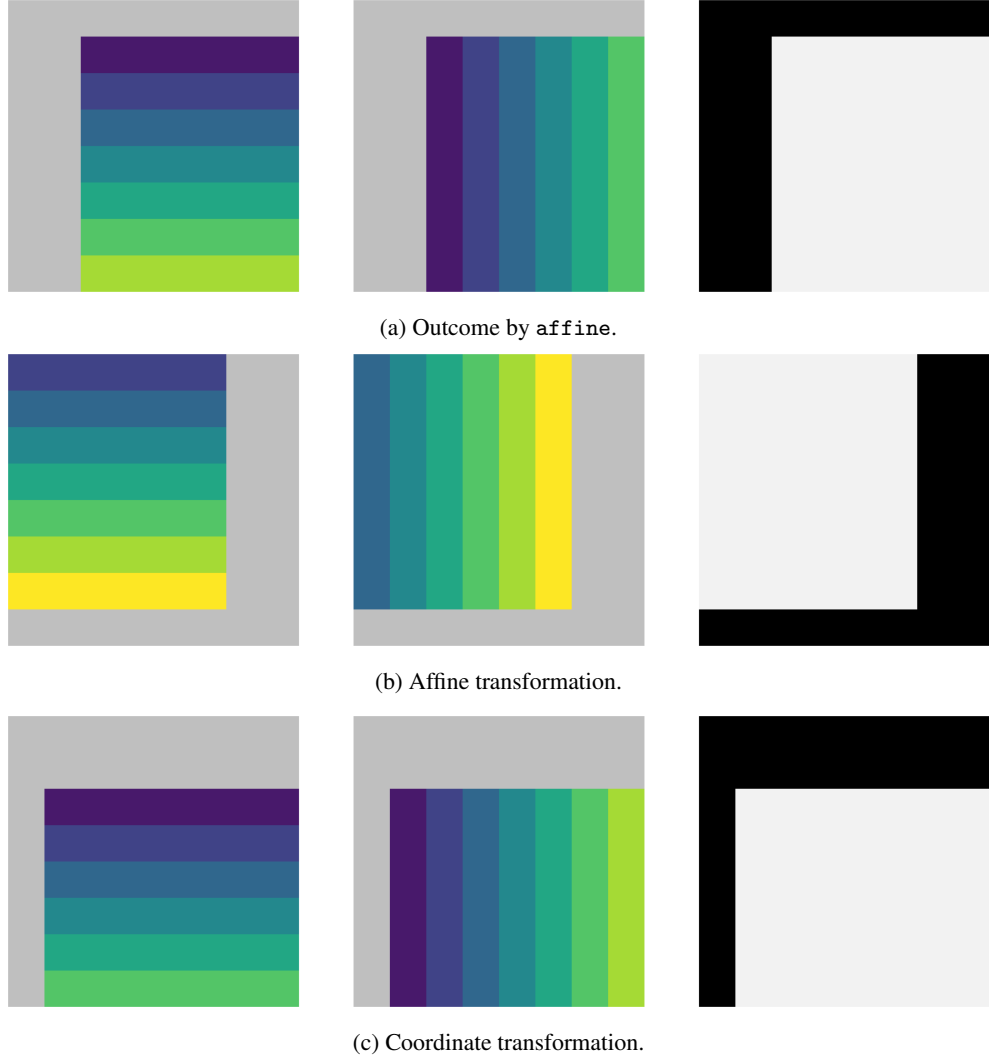 (a) Outcome by affine.
(b) Affine transformation.
(c) Coordinate transformation.